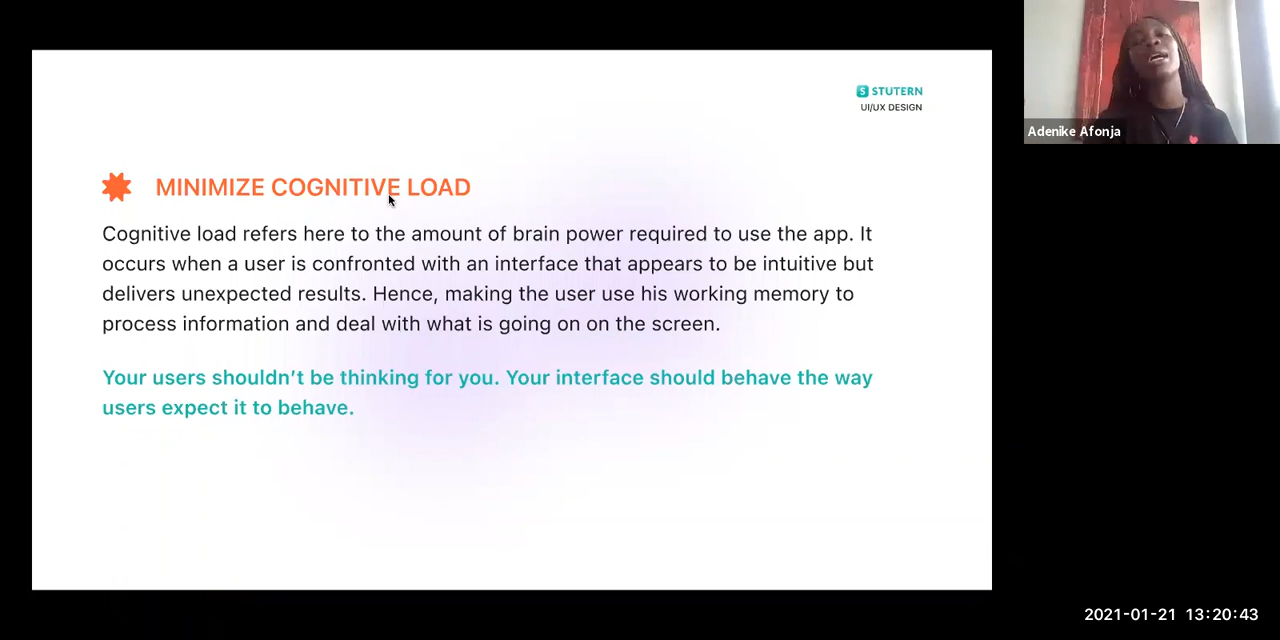 S STUTERN
UI/UX DESIGN
MINIMIZE COGNITIVE LOAD
Cognitive load refers here to the amount of brain power required to use the app. It
occurs when a user is confronted with an interface that appears to be intuitive but
delivers unexpected results. Hence, making the user use his working memory to
process information and deal with what is going on on the screen.
Your users shouldn’t be thinking for you. Your interface should behave the way
users expect it to behave.
Adenike Afonja
2021-01-21 13:20:43